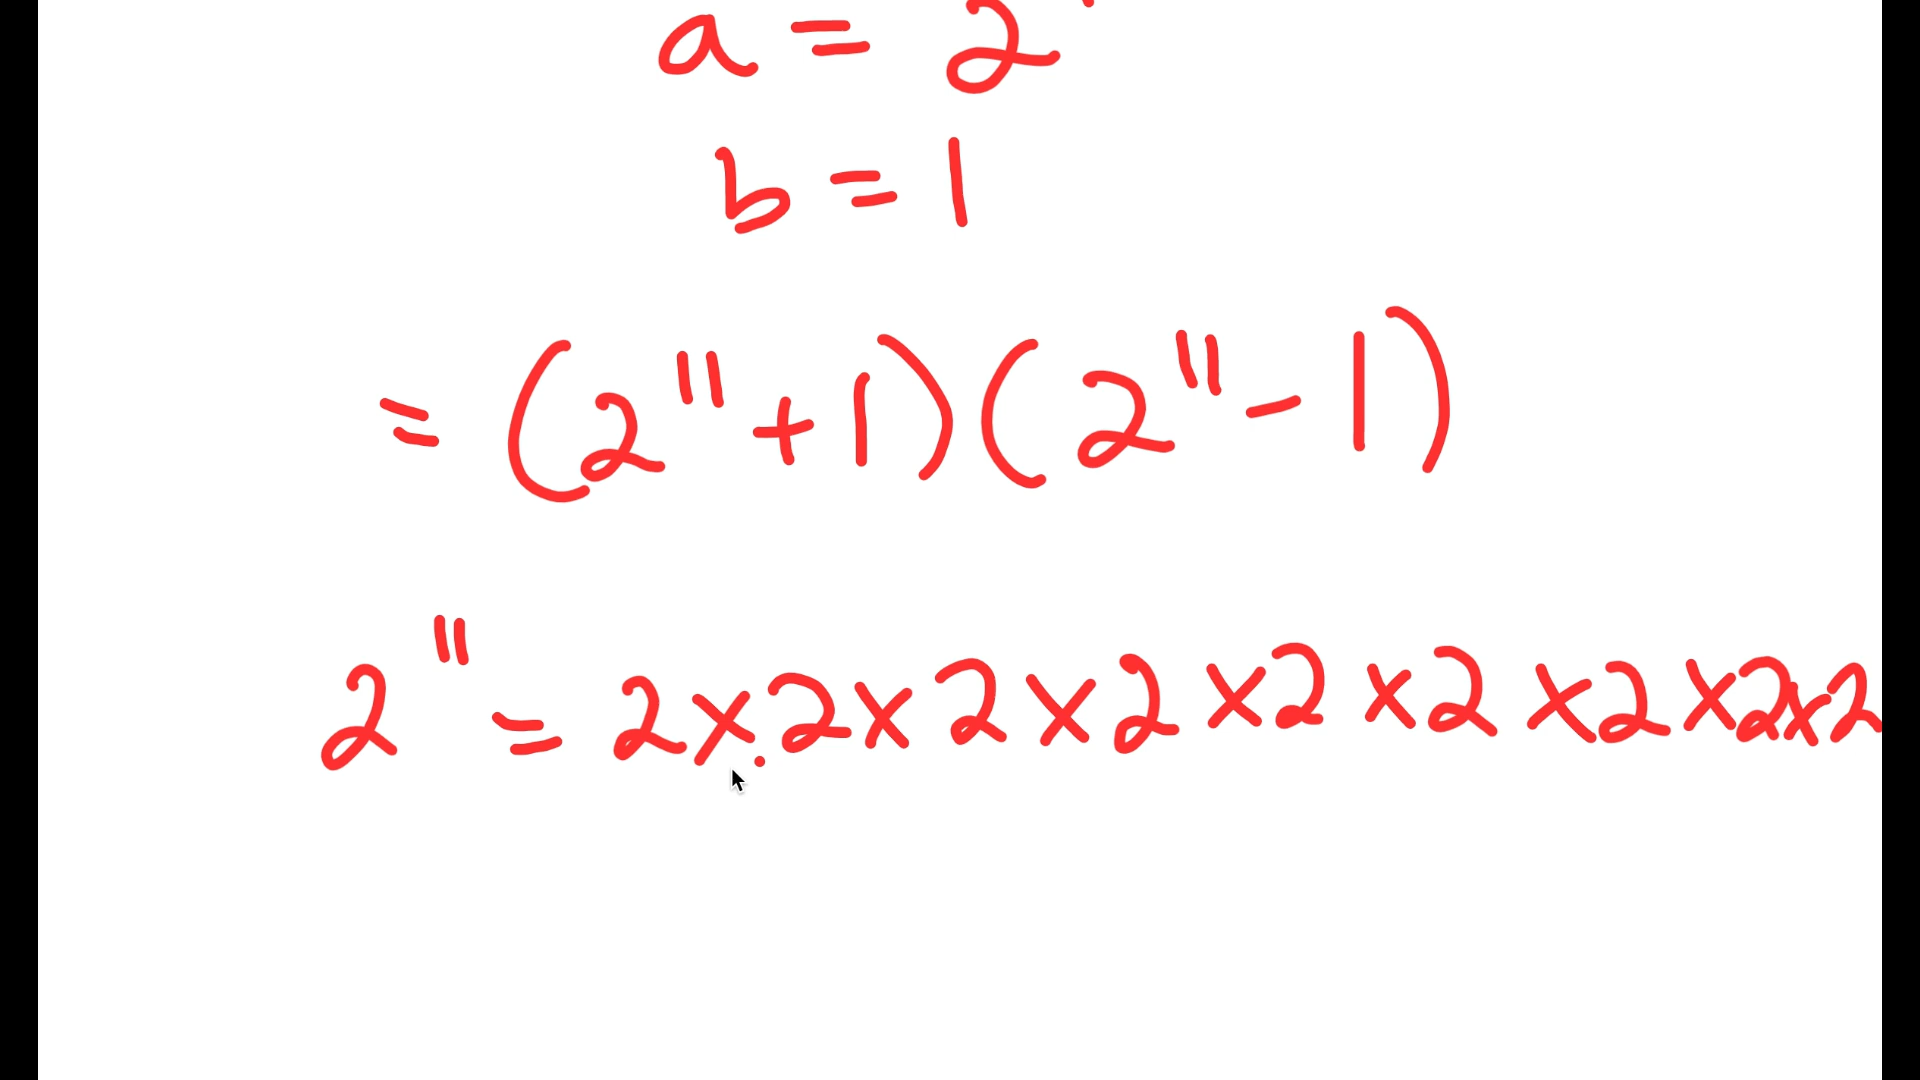 a = 2
b = 1
= (2¹¹ + 1)(2¹¹ - 1)
2¹¹ = 2 x 2 x 2 x 2 x 2 x 2 x 2 x 2 x 2